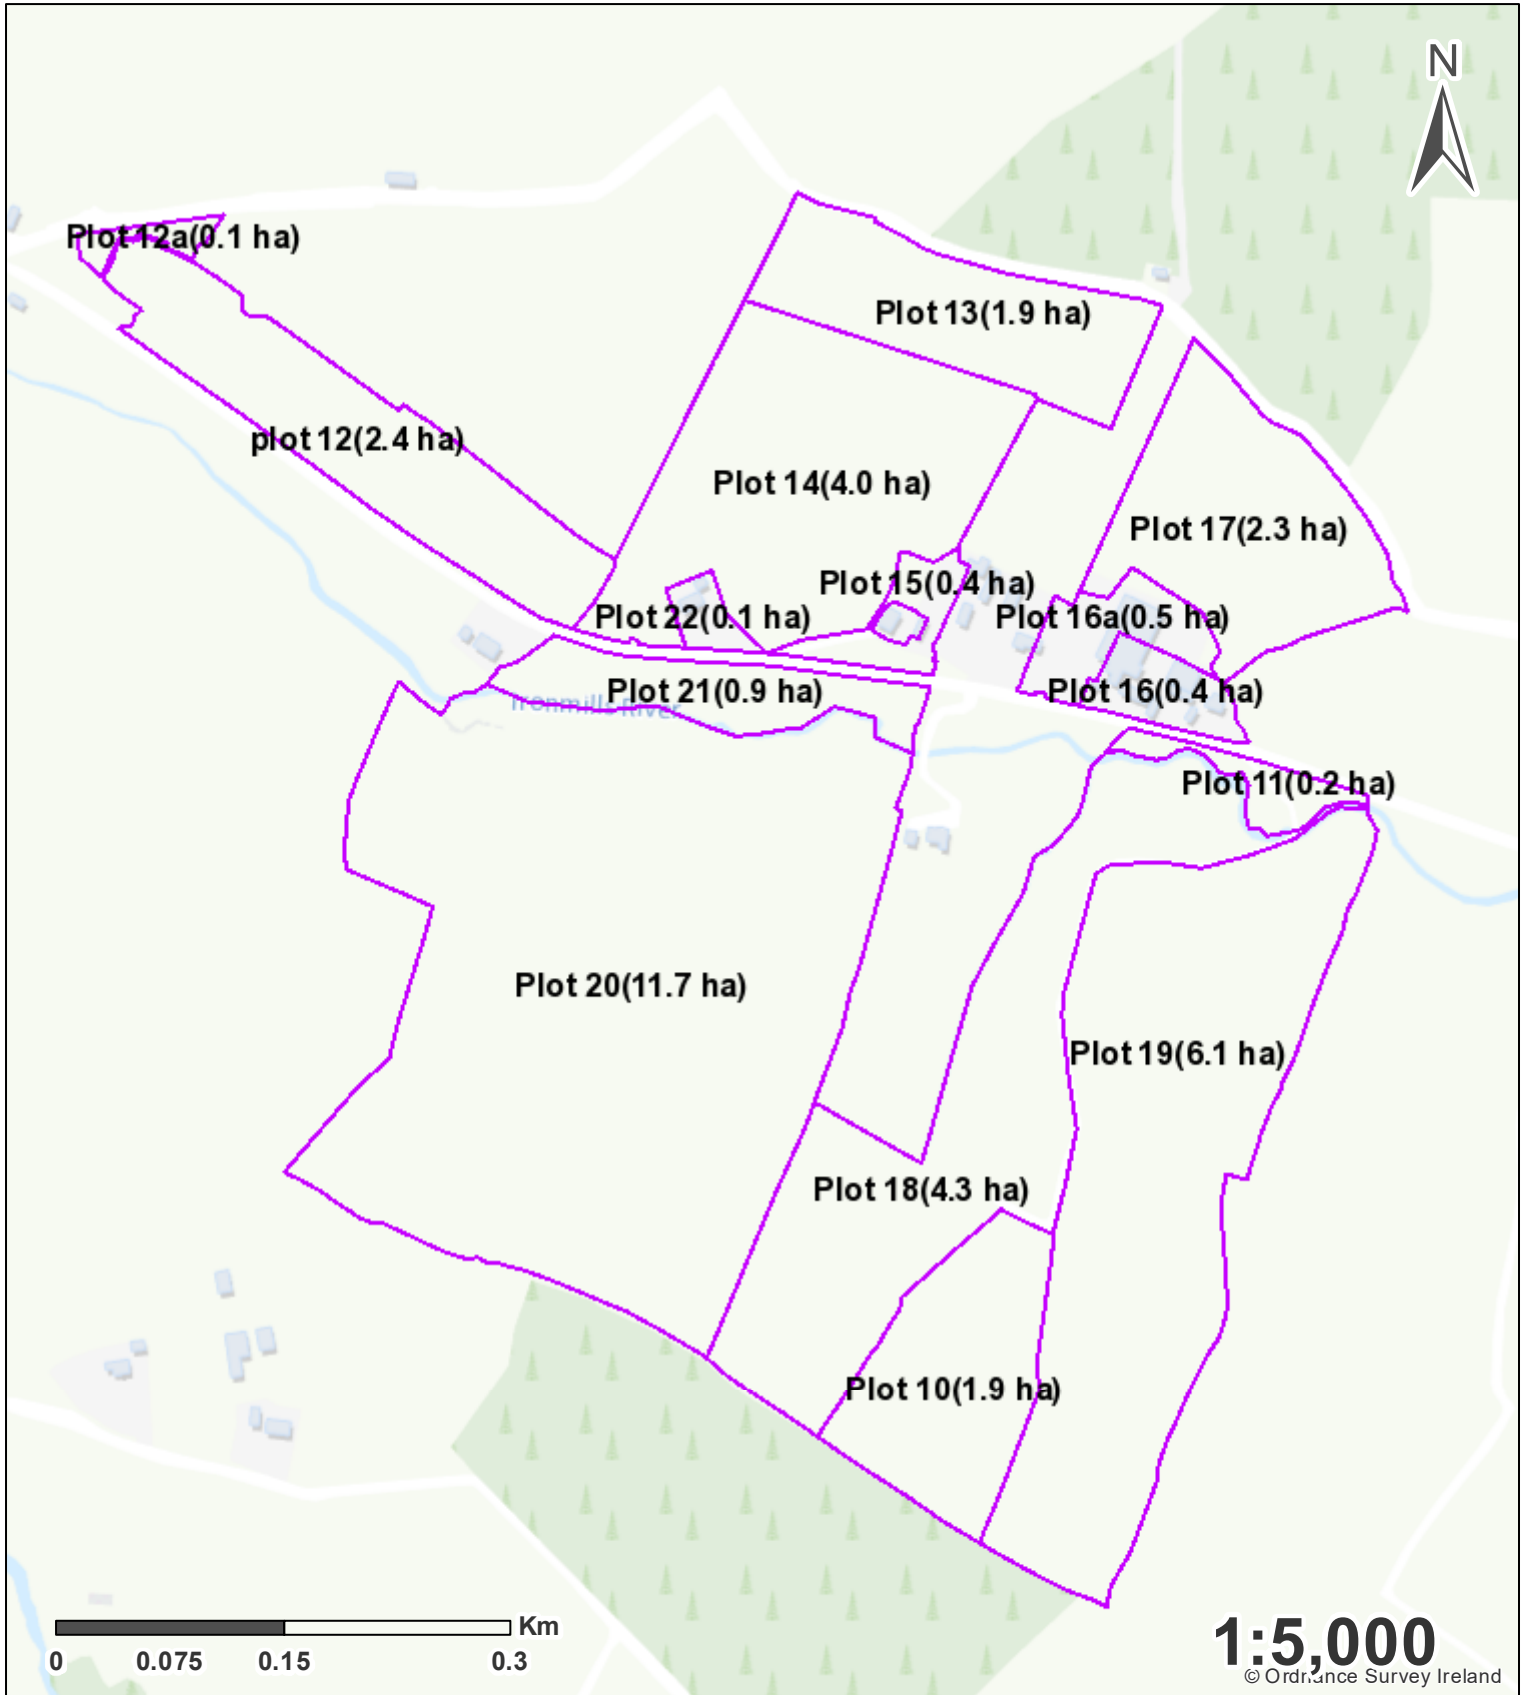 N
Plot 12a(0.1 ha)
Plot 13(1.9 ha)
plot 12(2.4 ha)
Plot 14(4.0 ha)
Plot 17(2.3 ha)
Plot 15(0.4 ha)
Plot 22(0.1 ha)
Plot 16a(0.5 ha)
Plot 21(0.9 ha)
Plot 16(0.4 ha)
Ironmills River
Plot 11(0.2 ha)
Plot 20(11.7 ha)
Plot 19(6.1 ha)
Plot 18(4.3 ha)
Plot 10(1.9 ha)
Km
0 0.075 0.15 0.3
1:5,000
© Ordnance Survey Ireland